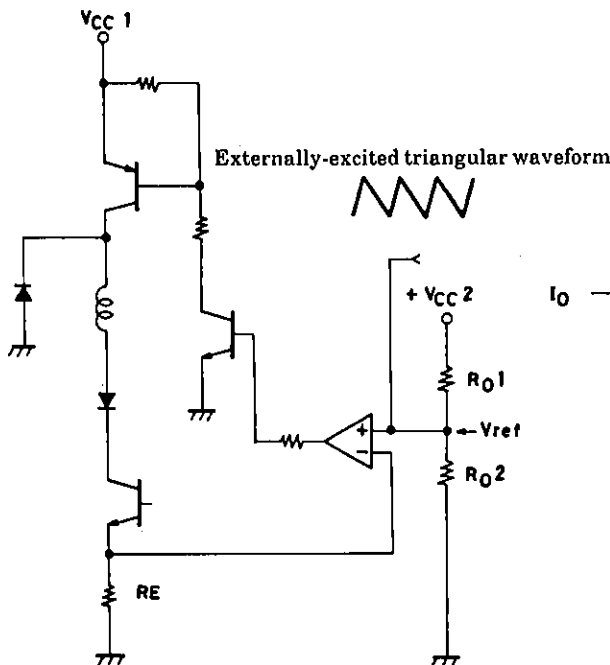 VCC 1
Externally-excited triangular waveform
+ VCC 2
IO —
RO1
+
Vref
−
RO2
RE